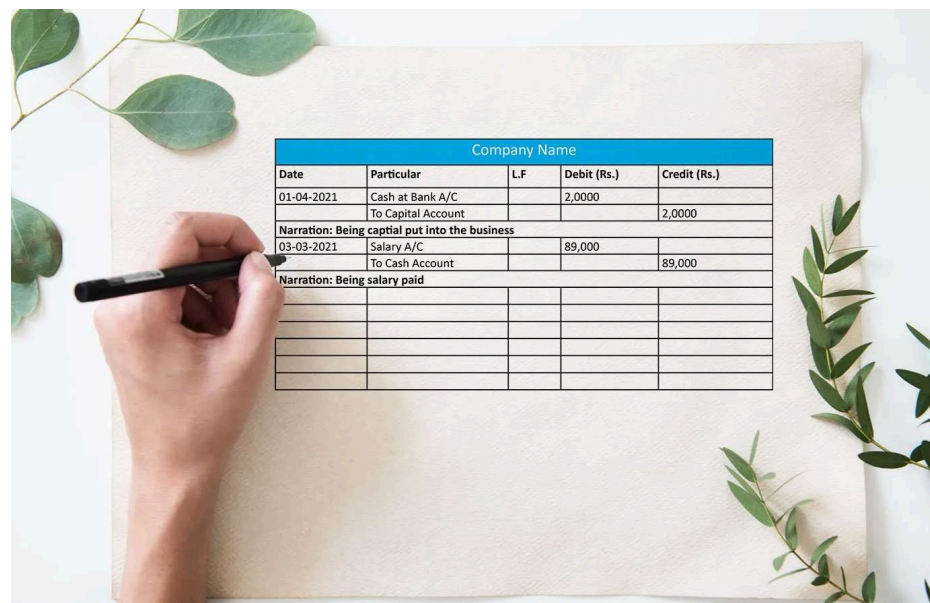 Company Name
Date Particular L.F Debit (Rs.) Credit (Rs.)
01-04-2021 Cash at Bank A/C 2,0000
To Capital Account 2,0000
Narration: Being captial put into the business
03-03-2021 Salary A/C 89,000
To Cash Account 89,000
Narration: Being salary paid